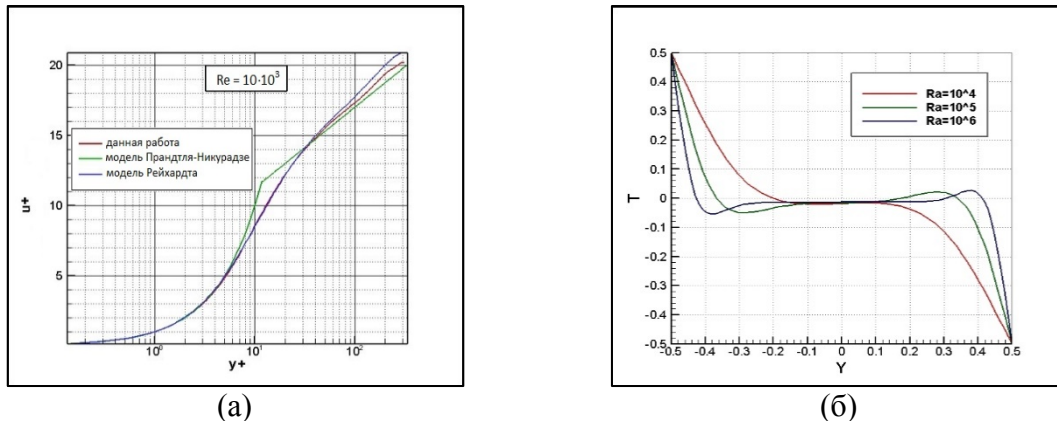 20
15
10
5
u+
Re = 10·10³
данная работа
модель Прандтля-Никурадзе
модель Рейхардта
10⁰
10¹
10²
y+
(а)
0.5
0.4
0.3
0.2
0.1
0
-0.1
-0.2
-0.3
-0.4
-0.5
T
Ra=10^4
Ra=10^5
Ra=10^6
-0.5 -0.4 -0.3 -0.2 -0.1 0 0.1 0.2 0.3 0.4 0.5
Y
(б)